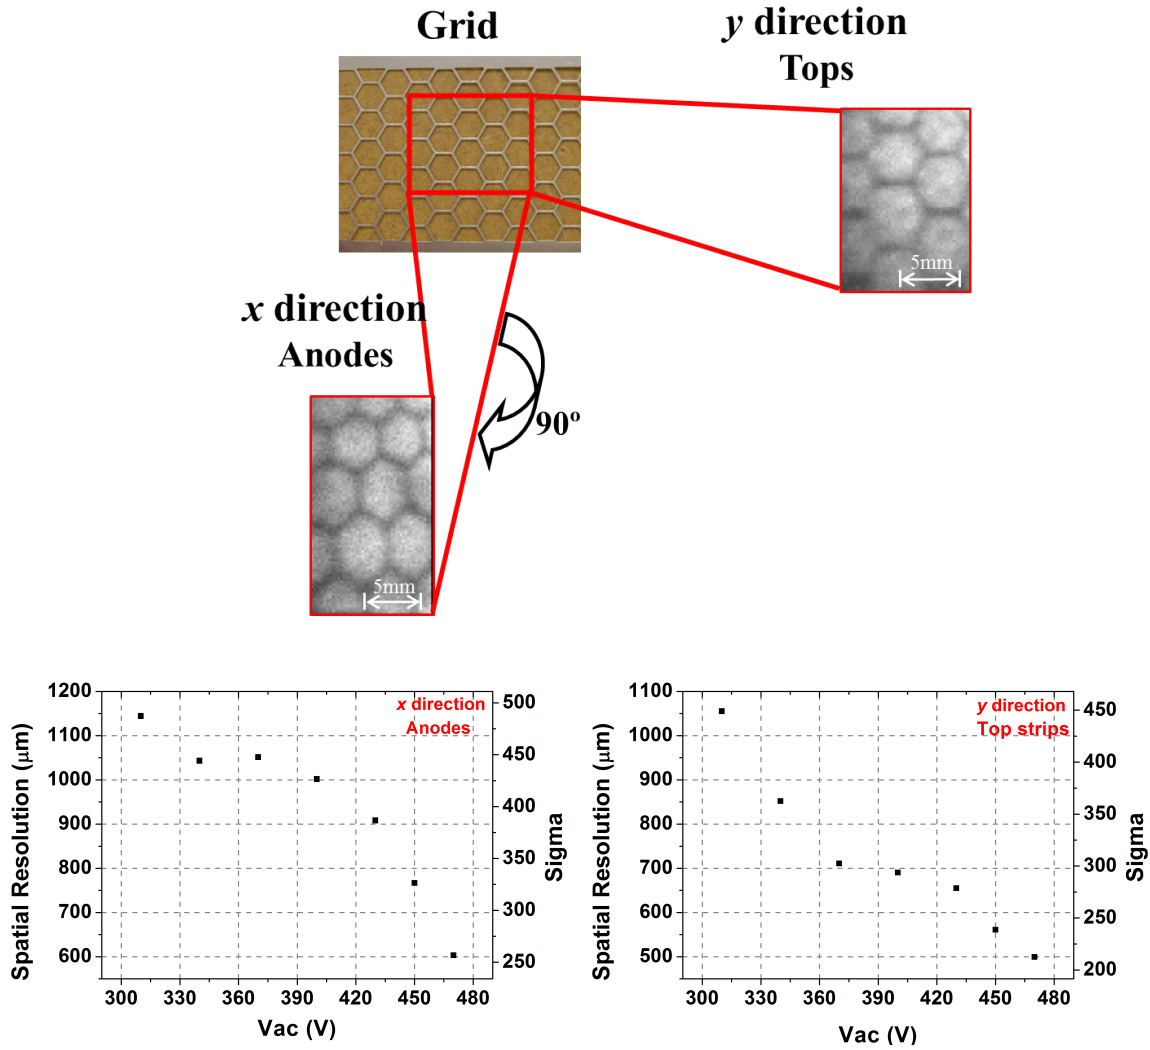 Grid
y direction
Tops
5mm
x direction
Anodes
90º
5mm
x direction
Anodes
1200
1100
1000
900
800
700
600
500
450
400
350
300
250
300 330 360 390 420 450 480
Spatial Resolution (μm)
Sigma
Vac (V)
y direction
Top strips
1100
1000
900
800
700
600
500
450
400
350
300
250
200
300 330 360 390 420 450 480
Spatial Resolution (μm)
Sigma
Vac (V)